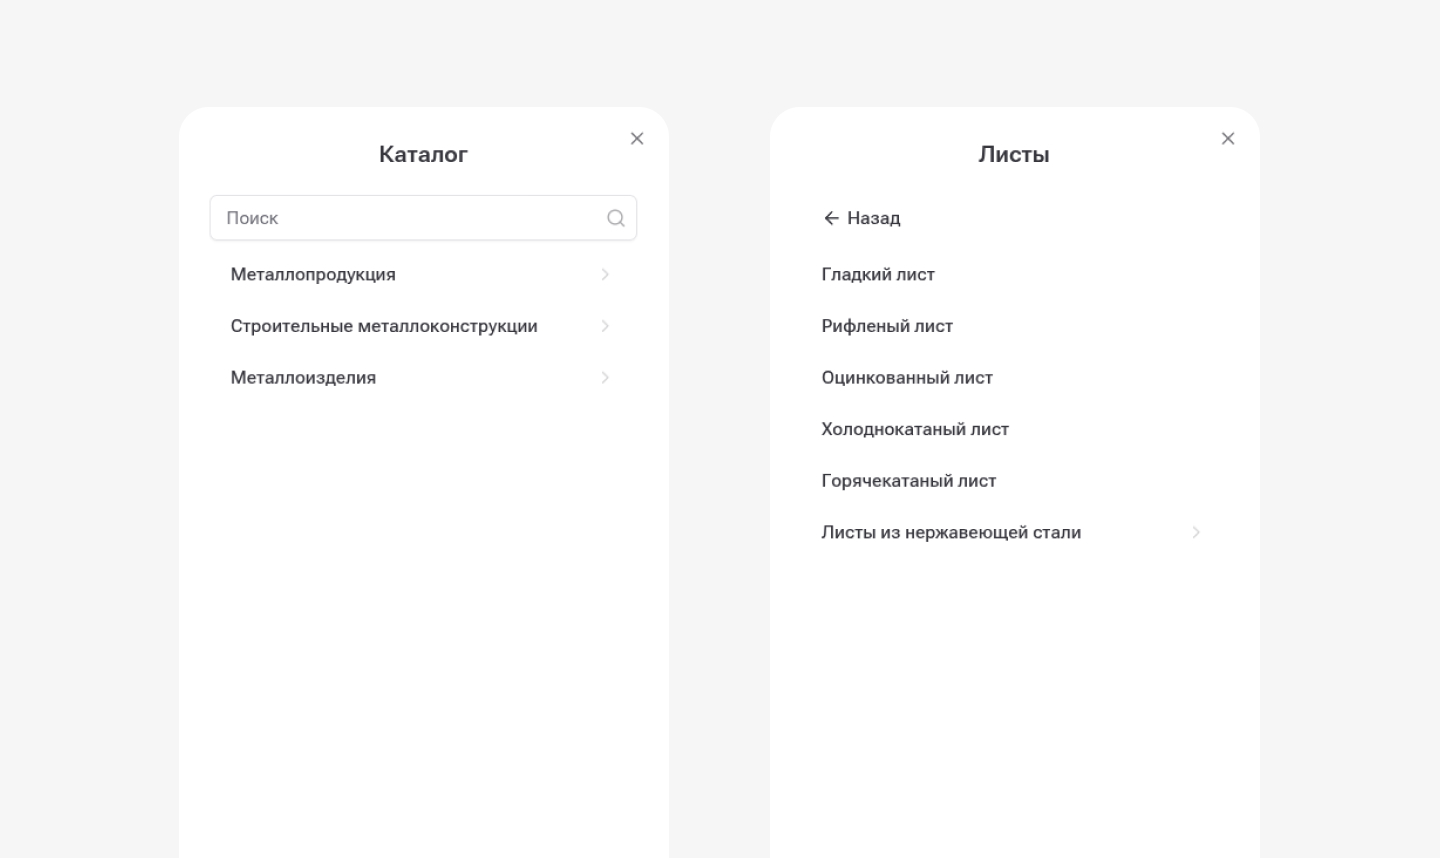 Каталог
Поиск
Металлопродукция
Строительные металлоконструкции
Металлоизделия
Листы
Назад
Гладкий лист
Рифленый лист
Оцинкованный лист
Холоднокатаный лист
Горячекатаный лист
Листы из нержавеющей стали